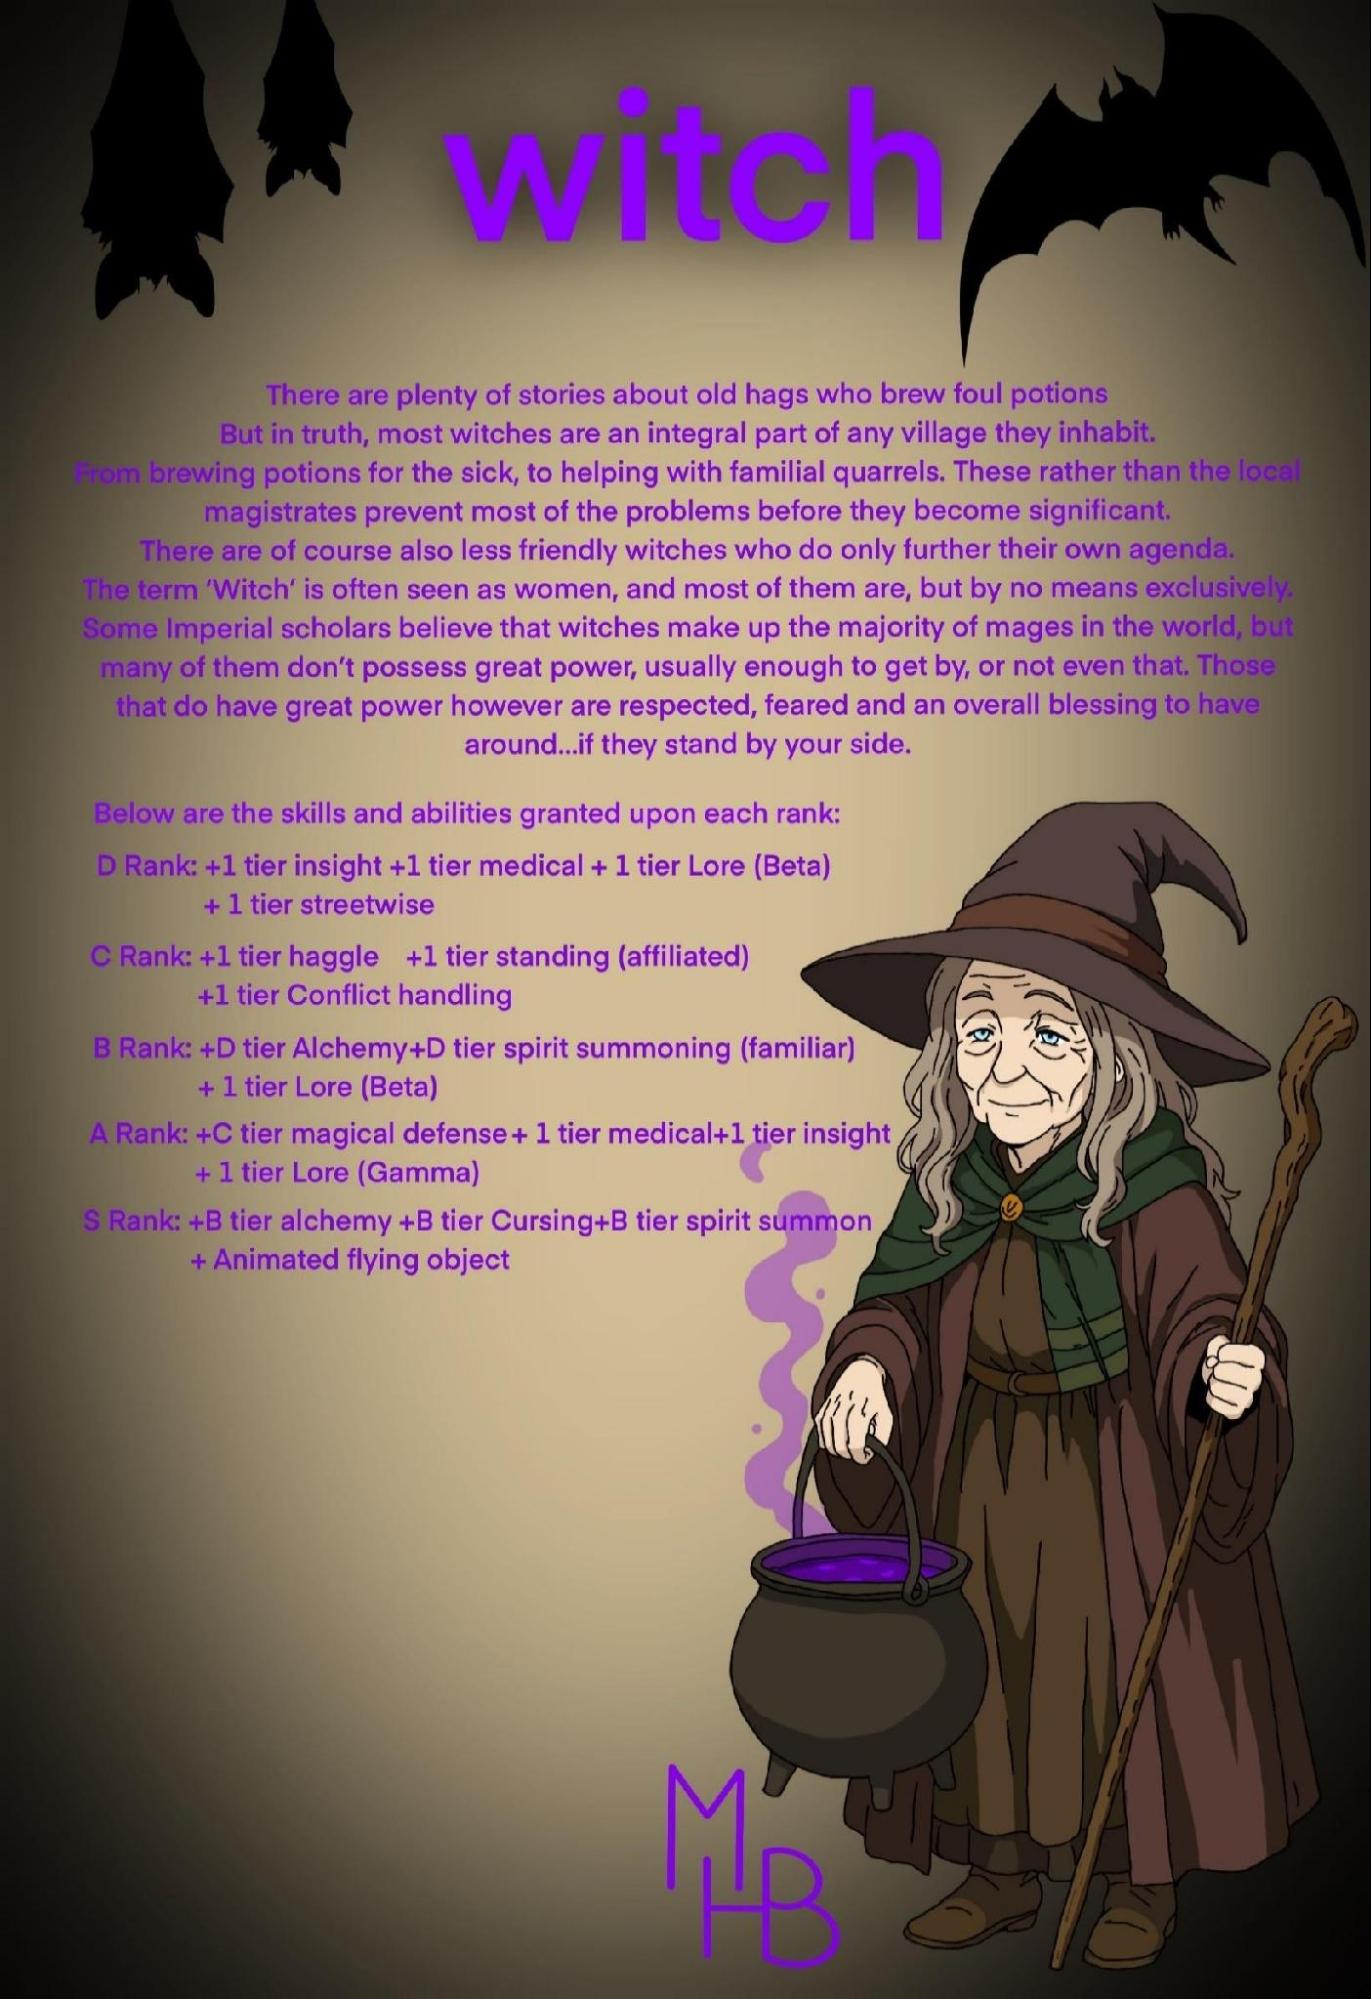 witch
There are plenty of stories about old hags who brew foul potions
But in truth, most witches are an integral part of any village they inhabit.
From brewing potions for the sick, to helping with familial quarrels. These rather than the local
magistrates prevent most of the problems before they become significant.
There are of course also less friendly witches who do only further their own agenda.
The term ‘Witch‘ is often seen as women, and most of them are, but by no means exclusively.
Some Imperial scholars believe that witches make up the majority of mages in the world, but
many of them don’t possess great power, usually enough to get by, or not even that. Those
that do have great power however are respected, feared and an overall blessing to have
around...if they stand by your side.
Below are the skills and abilities granted upon each rank:
D Rank: +1 tier insight +1 tier medical + 1 tier Lore (Beta)
+ 1 tier streetwise
C Rank: +1 tier haggle +1 tier standing (affiliated)
+1 tier Conflict handling
B Rank: +D tier Alchemy+D tier spirit summoning (familiar)
+ 1 tier Lore (Beta)
A Rank: +C tier magical defense+ 1 tier medical+1 tier insight
+ 1 tier Lore (Gamma)
S Rank: +B tier alchemy +B tier Cursing+B tier spirit summon
+ Animated flying object
MHB